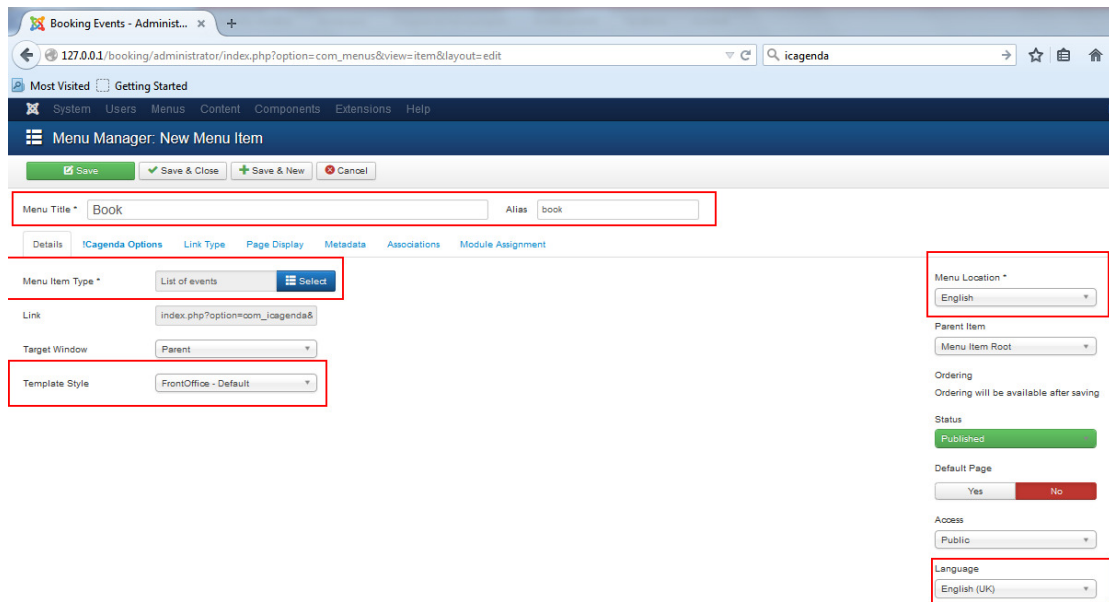 Booking Events - Administ... × +
127.0.0.1/booking/administrator/index.php?option=com_menus&view=item&layout=edit icagenda
Most Visited Getting Started
System Users Menus Content Components Extensions Help
Menu Manager: New Menu Item
Save Save & Close Save & New Cancel
Menu Title * Book Alias book
Details !Cagenda Options Link Type Page Display Metadata Associations Module Assignment
Menu Item Type * List of events Select
Link index.php?option=com_icagenda&
Target Window Parent
Template Style FrontOffice - Default
Menu Location *
English
Parent Item
Menu Item Root
Ordering
Ordering will be available after saving
Status
Published
Default Page
Yes No
Access
Public
Language
English (UK)